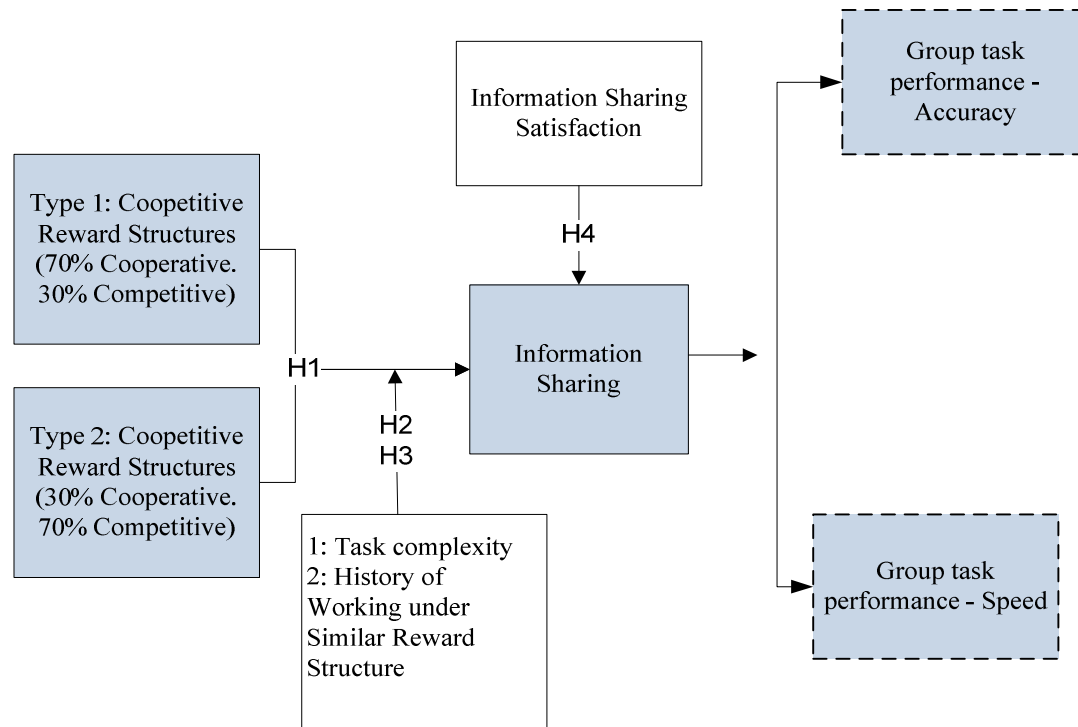 Group task
performance -
Accuracy
Information Sharing
Satisfaction
Type 1: Coopetitive
Reward Structures
(70% Cooperative.
30% Competitive)
H4
Information
Sharing
H1
Type 2: Coopetitive
Reward Structures
(30% Cooperative.
70% Competitive)
H2
H3
1: Task complexity
2: History of
Working under
Similar Reward
Structure
Group task
performance - Speed